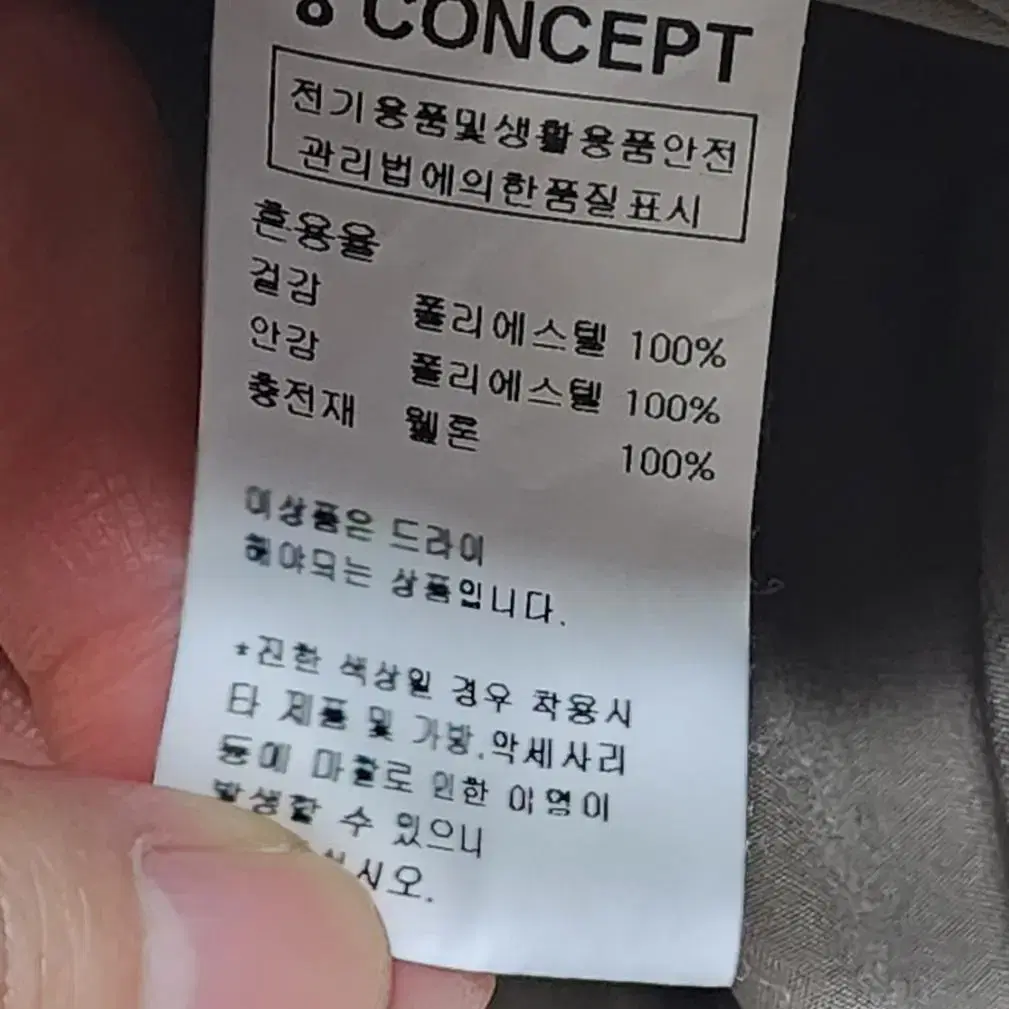 8 CONCEPT
전기용품및생활용품안전
관리법에의한품질표시
혼용율
겉감 폴리에스텔 100%
안감 폴리에스텔 100%
충전재 웰론 100%
이상품은 드라이
해야되는 상품입니다.
*진한 색상일 경우 착용시
타 제품 및 가방,악세사리
등에 마찰로 인한 이염이
발생할 수 있으니
시오.